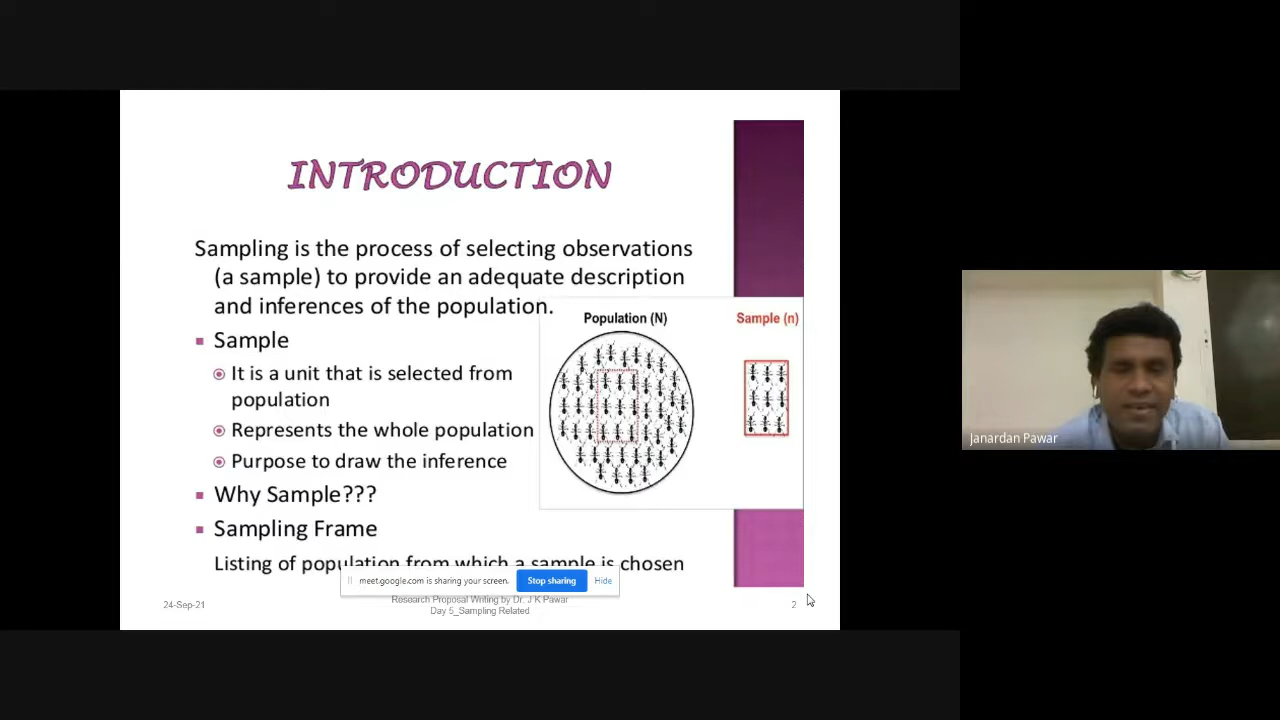 INTRODUCTION
Sampling is the process of selecting observations
(a sample) to provide an adequate description
and inferences of the population.
Population (N)
Sample (n)
Sample
It is a unit that is selected from
population
Represents the whole population
Purpose to draw the inference
Why Sample???
Sampling Frame
Listing of population from which a sample is chosen
meet.google.com is sharing your screen.
Stop sharing
Hide
24-Sep-21
Research Proposal Writing by Dr. J K Pawar
Day 5_Sampling Related
2
Janardan Pawar